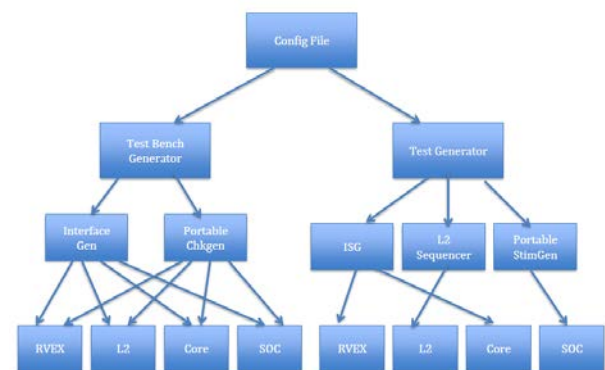 Config File
Test Bench
Generator
Test Generator
Interface
Gen
Portable
Chkgen
ISG
L2
Sequencer
Portable
StimGen
RVEX
L2
Core
SOC
RVEX
L2
Core
SOC